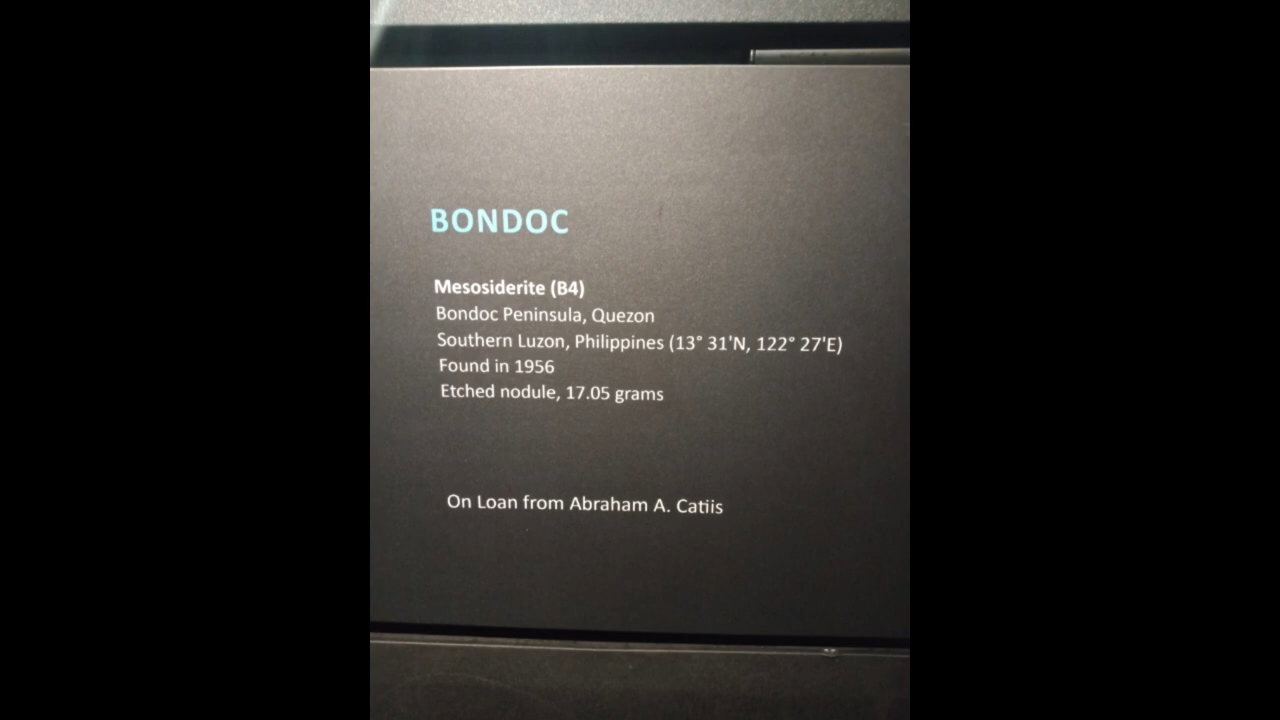 BONDOC
Mesosiderite (B4)
Bondoc Peninsula, Quezon
Southern Luzon, Philippines (13° 31'N, 122° 27'E)
Found in 1956
Etched nodule, 17.05 grams
On Loan from Abraham A. Catiis